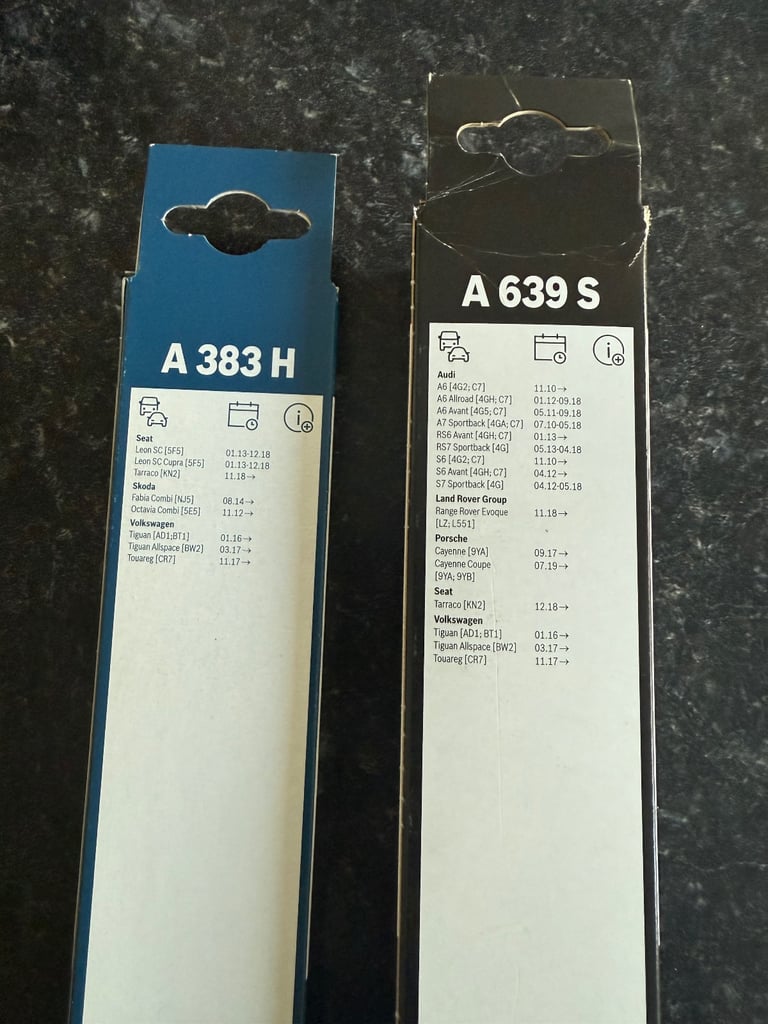 A 383 H
Seat
Leon SC [5F5] 01.13-12.18
Leon SC Cupra [5F5] 01.13-12.18
Tarraco [KN2] 11.18→
Skoda
Fabia Combi [NJ5] 08.14→
Octavia Combi [5E5] 11.12→
Volkswagen
Tiguan [AD1;BT1] 01.16→
Tiguan Allspace [BW2] 03.17→
Touareg [CR7] 11.17→
A 639 S
Audi
A6 [4G2; C7] 11.10→
A6 Allroad [4GH; C7] 01.12-09.18
A6 Avant [4G5; C7] 05.11-09.18
A7 Sportback [4GA; C7] 07.10-05.18
RS6 Avant [4GH; C7] 01.13→
RS7 Sportback [4G] 05.13-04.18
S6 [4G2; C7] 11.10→
S6 Avant [4GH; C7] 04.12→
S7 Sportback [4G] 04.12-05.18
Land Rover Group
Range Rover Evoque 11.18→
[LZ; L551]
Porsche
Cayenne [9YA] 09.17→
Cayenne Coupe 07.19→
[9YA; 9YB]
Seat
Tarraco [KN2] 12.18→
Volkswagen
Tiguan [AD1; BT1] 01.16→
Tiguan Allspace [BW2] 03.17→
Touareg [CR7] 11.17→